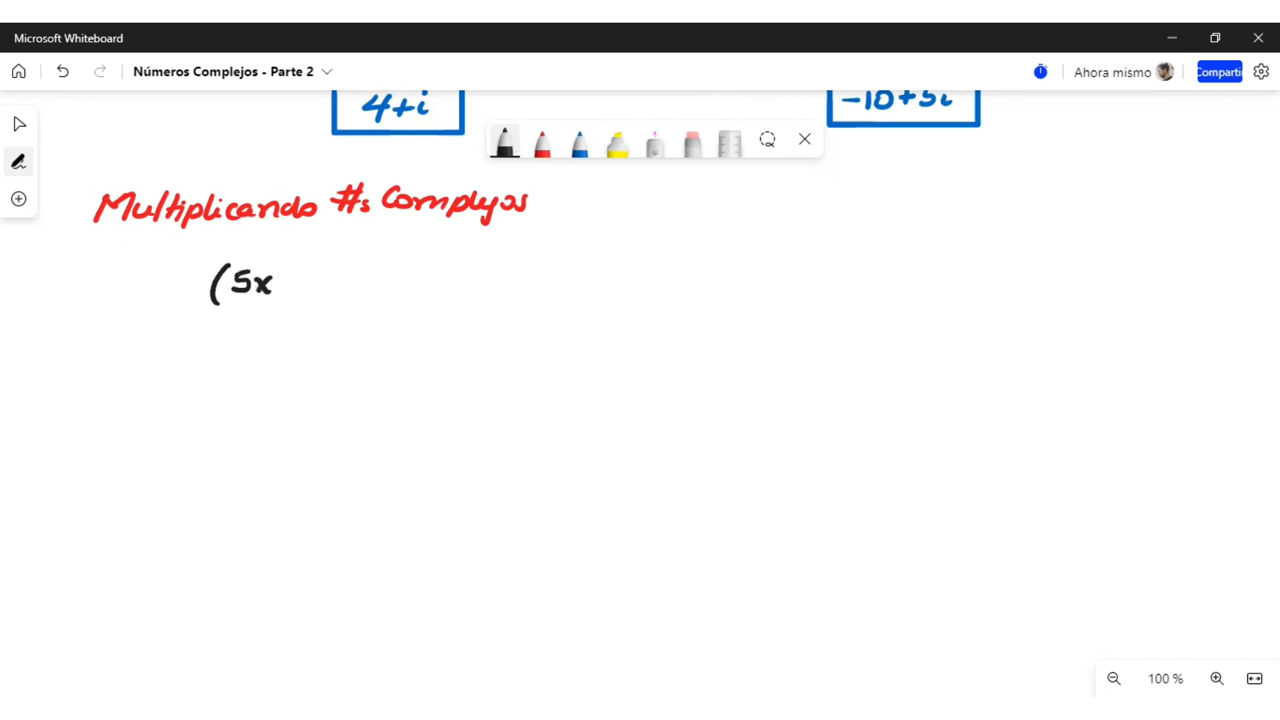 Microsoft Whiteboard
Números Complejos - Parte 2
Ahora mismo
Comparti
4+i
-10+5i
Multiplicando #s Complejos
(5x
100 %